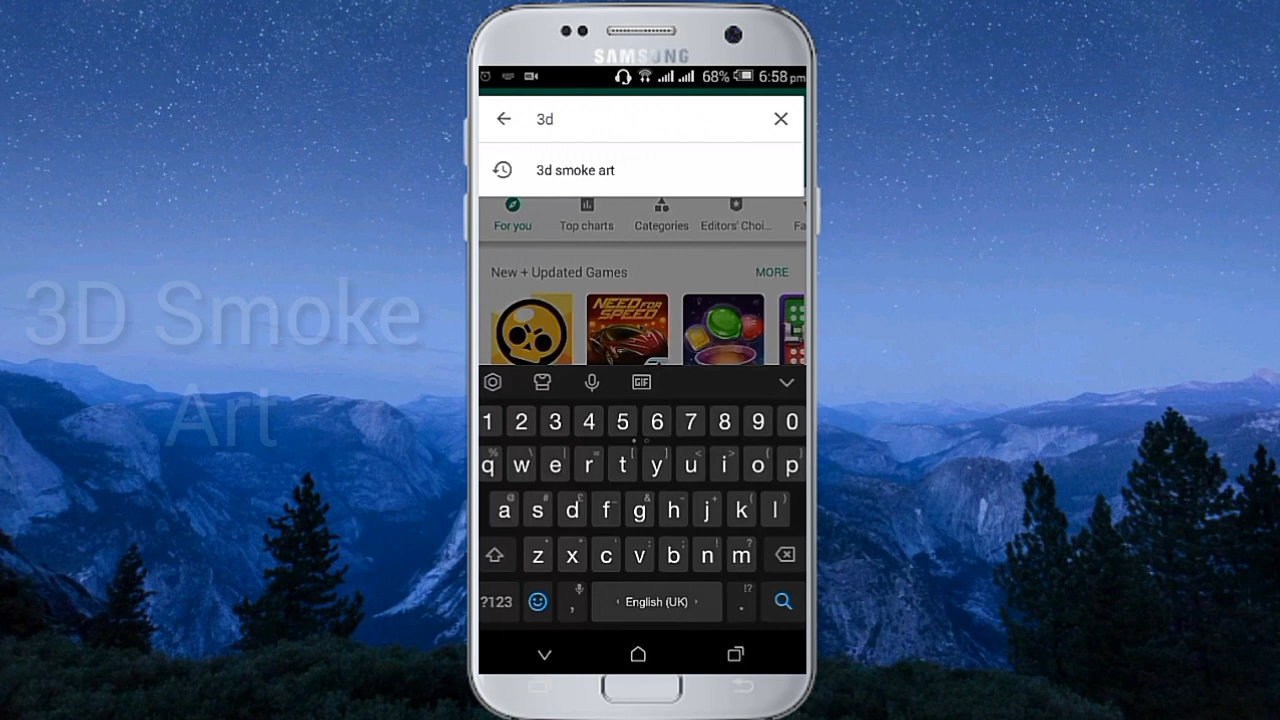 3D Smoke
Art
SAMSUNG
68% 6:58 pm
3d
3d smoke art
For you Top charts Categories Editors' Choi... Fa
New + Updated Games MORE
NEED FOR
SPEED
GIF
1 2 3 4 5 6 7 8 9 0
q w e r t y u i o p
a s d f g h j k l
z x c v b n m
?123 , English (UK) . !?